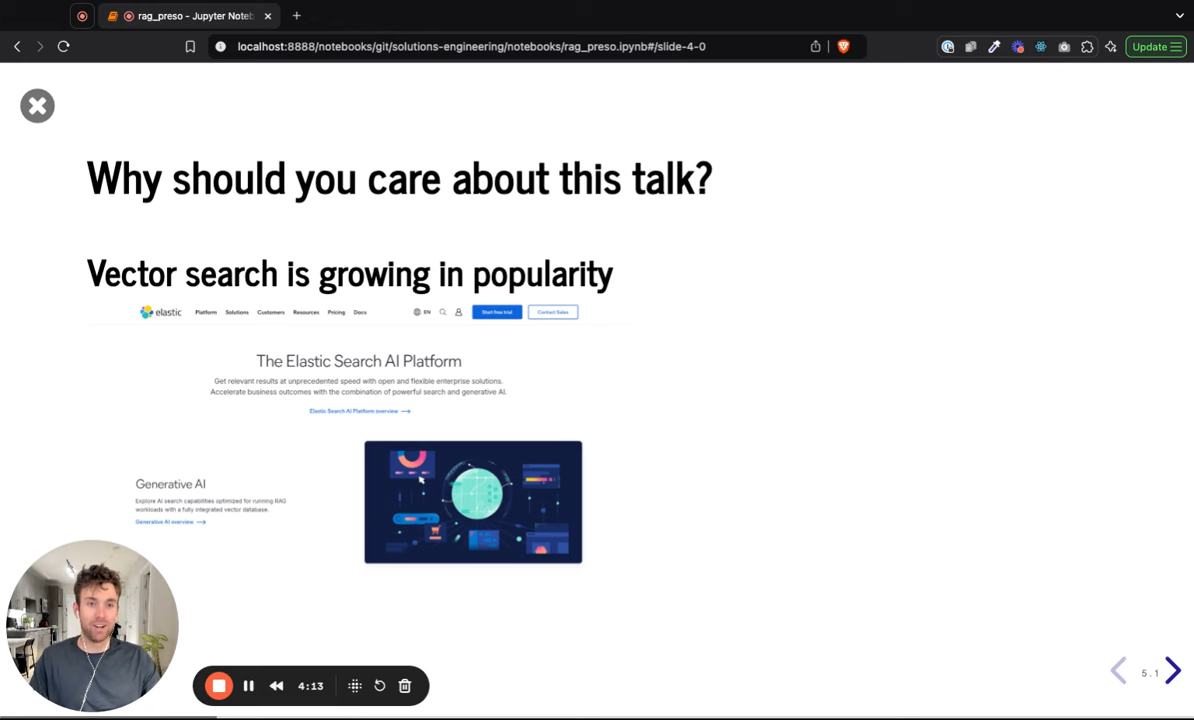 rag_preso - Jupyter Noteb
localhost:8888/notebooks/git/solutions-engineering/notebooks/rag_preso.ipynb#/slide-4-0
Update
Why should you care about this talk?
Vector search is growing in popularity
elastic Platform Solutions Customers Resources Pricing Docs EN Start free trial Contact Sales
The Elastic Search AI Platform
Get relevant results at unprecedented speed with open and flexible enterprise solutions.
Accelerate business outcomes with the combination of powerful search and generative AI.
Elastic Search AI Platform overview
Generative AI
Explore AI search capabilities optimized for running RAG
workloads with a fully integrated vector database.
Generative AI overview
4:13
5.1